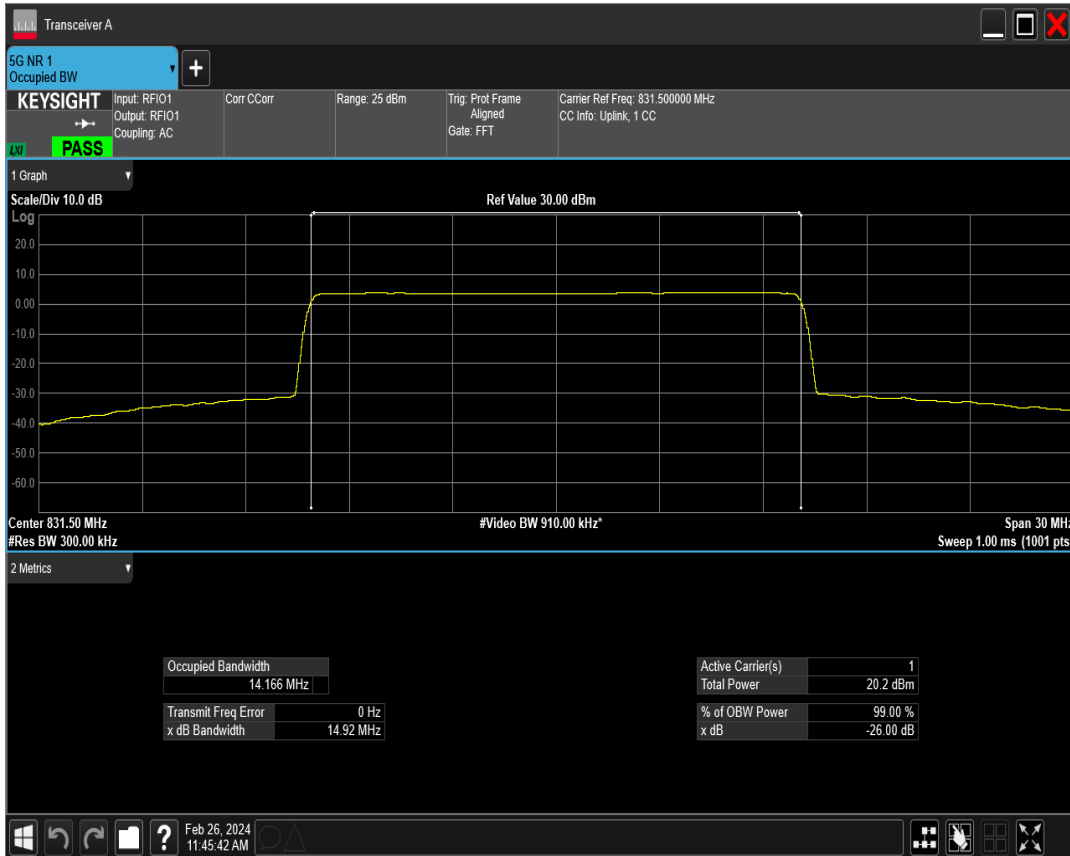 Transceiver A
5G NR 1
Occupied BW
+
KEYSIGHT
LXI
PASS
Input: RFIO1
Output: RFIO1
Coupling: AC
Corr CCorr
Range: 25 dBm
Trig: Prot Frame
Aligned
Gate: FFT
Carrier Ref Freq: 831.500000 MHz
CC Info: Uplink, 1 CC
1 Graph
Scale/Div 10.0 dB
Ref Value 30.00 dBm
Log
20.0
10.0
0.00
-10.0
-20.0
-30.0
-40.0
-50.0
-60.0
Center 831.50 MHz
#Video BW 910.00 kHz*
Span 30 MHz
#Res BW 300.00 kHz
Sweep 1.00 ms (1001 pts
2 Metrics
Occupied Bandwidth
14.166 MHz
Transmit Freq Error 0 Hz
x dB Bandwidth 14.92 MHz
Active Carrier(s) 1
Total Power 20.2 dBm
% of OBW Power 99.00 %
x dB -26.00 dB
?
Feb 26, 2024
11:45:42 AM